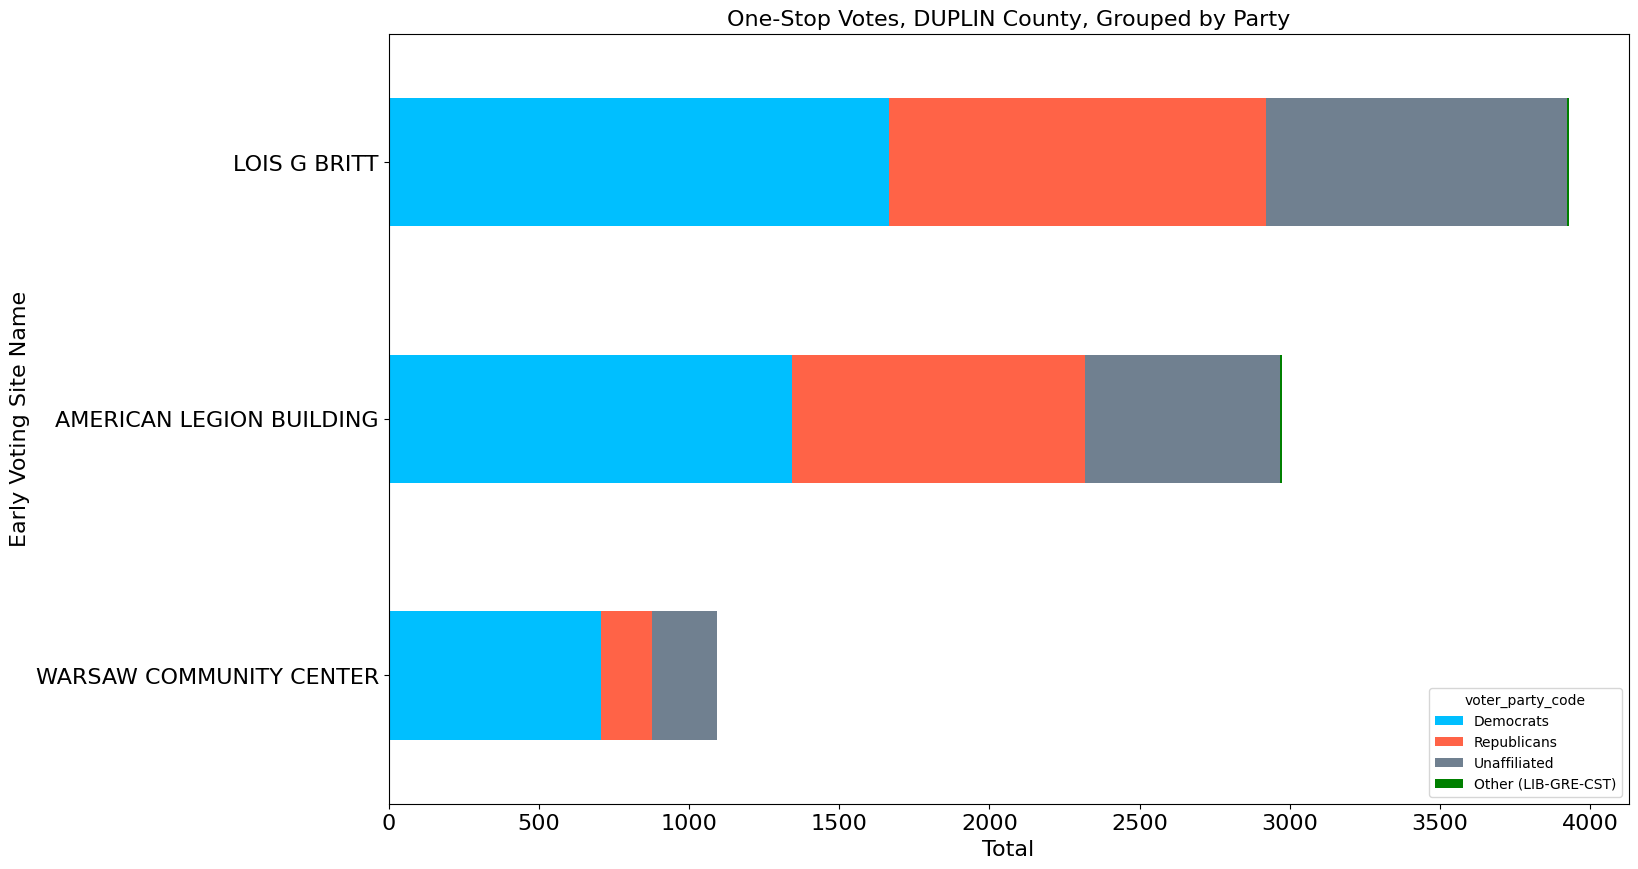 One-Stop Votes, DUPLIN County, Grouped by Party
Early Voting Site Name
LOIS G BRITT
AMERICAN LEGION BUILDING
WARSAW COMMUNITY CENTER
voter_party_code
Democrats
Republicans
Unaffiliated
Other (LIB-GRE-CST)
0 500 1000 1500 2000 2500 3000 3500 4000
Total